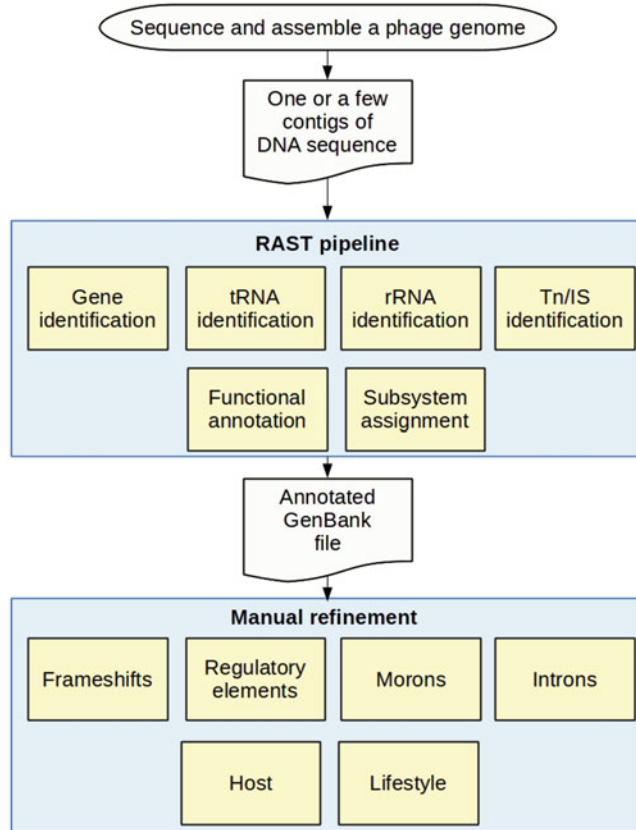 Sequence and assemble a phage genome
One or a few
contigs of
DNA sequence
RAST pipeline
Gene
identification
tRNA
identification
rRNA
identification
Tn/IS
identification
Functional
annotation
Subsystem
assignment
Annotated
GenBank
file
Manual refinement
Frameshifts
Regulatory
elements
Morons
Introns
Host
Lifestyle